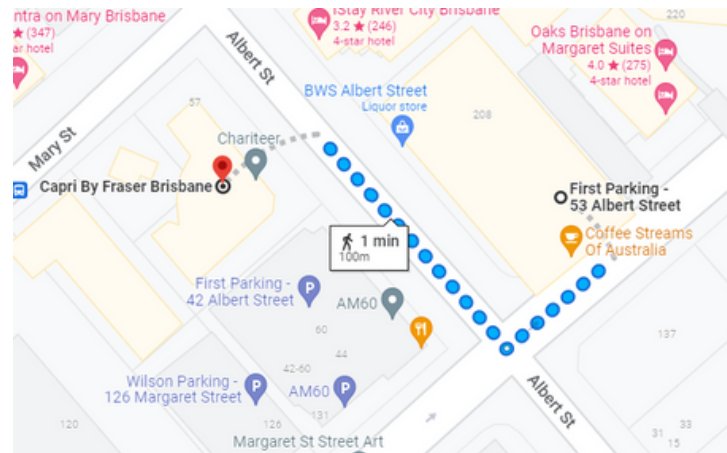 ntra on Mary Brisbane
★ (347)
ar hotel
iStay River City Brisbane
3.2 ★ (246)
4-star hotel
220
Oaks Brisbane on
Margaret Suites
4.0 ★ (275)
4-star hotel
Albert St
BWS Albert Street
Liquor store
57
208
Mary St
Chariteer
Capri By Fraser Brisbane
First Parking -
53 Albert Street
1 min
100m
Coffee Streams
Of Australia
First Parking -
42 Albert Street
AM60
60
44
137
42-60
Wilson Parking -
126 Margaret Street
AM60
Albert St
120
126
131
33
31
15
Margaret St Street Art